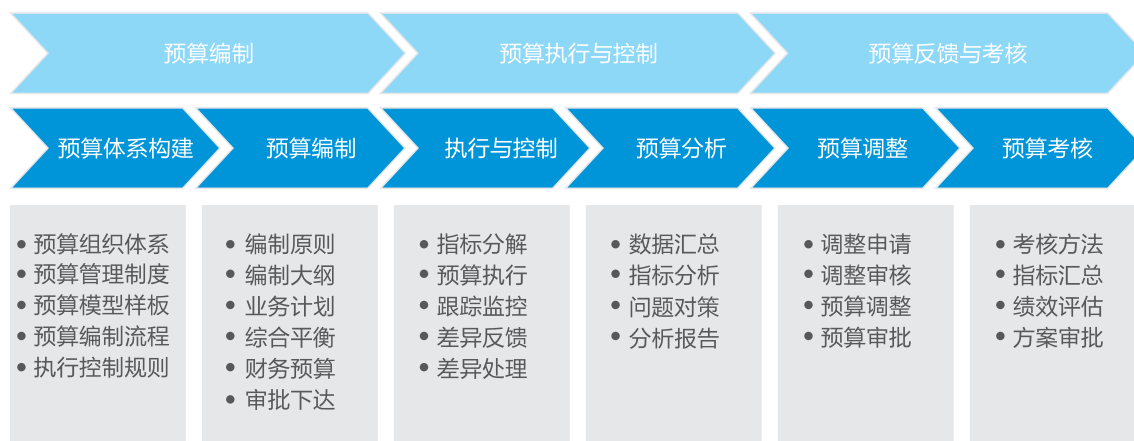 预算编制
预算执行与控制
预算反馈与考核
预算体系构建
预算编制
执行与控制
预算分析
预算调整
预算考核
• 预算组织体系
• 预算管理制度
• 预算模型样板
• 预算编制流程
• 执行控制规则
• 编制原则
• 编制大纲
• 业务计划
• 综合平衡
• 财务预算
• 审批下达
• 指标分解
• 预算执行
• 跟踪监控
• 差异反馈
• 差异处理
• 数据汇总
• 指标分析
• 问题对策
• 分析报告
• 调整申请
• 调整审核
• 预算调整
• 预算审批
• 考核方法
• 指标汇总
• 绩效评估
• 方案审批